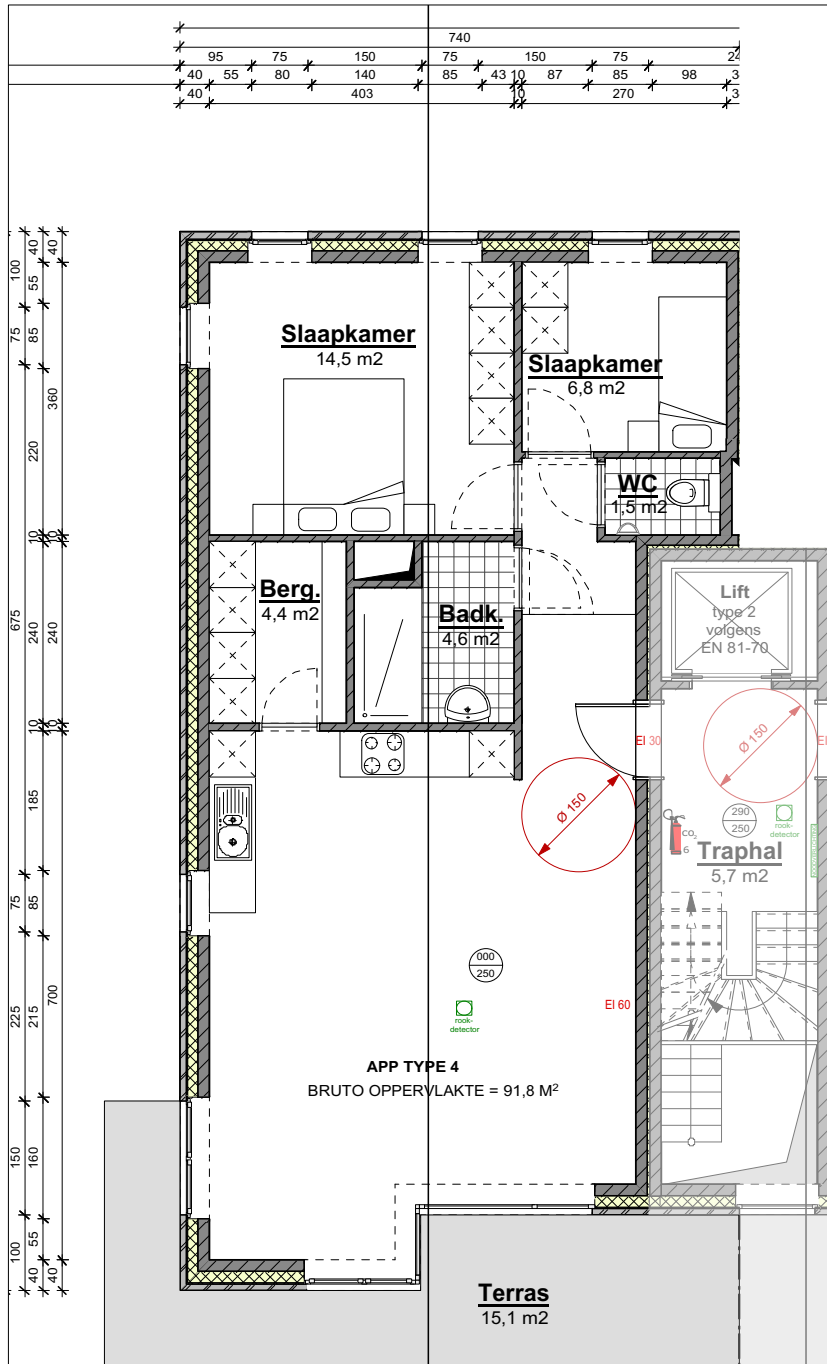 740
95 75 150 75 150 75 24
40 55 80 140 85 43 10 87 85 98 3
40 403 10 270 3
40 40
100 55
75 85
360
220
10 10
675 240 240
10 10
185
75 85
225 215 700
150 160
100 55
40 40
Slaapkamer
14,5 m2
Slaapkamer
6,8 m2
WC
1,5 m2
Berg.
4,4 m2
Badk.
4,6 m2
Lift
type 2
volgens
EN 81-70
EI 30
EI
Ø 150
Ø 150
CO2
6
290
250
rook-
detector
Traphal
5,7 m2
000
250
rook-
detector
EI 60
APP TYPE 4
BRUTO OPPERVLAKTE = 91,8 M²
Terras
15,1 m2